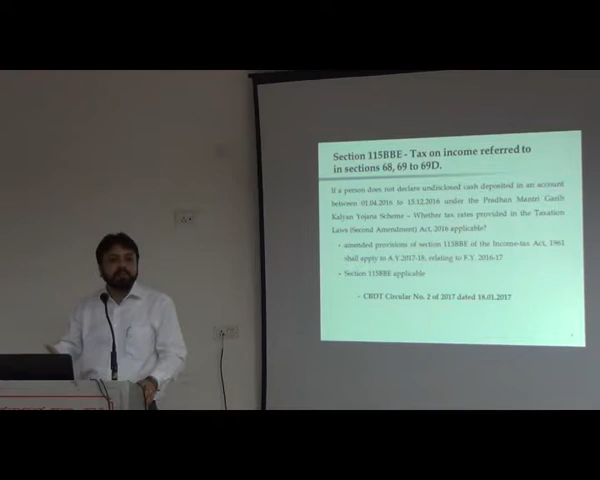 Section 115BBE - Tax on income referred to
in sections 68, 69 to 69D.
If a person does not declare undisclosed cash deposited in an account
between 01.04.2016 to 15.12.2016 under the Pradhan Mantri Garib
Kalyan Yojana Scheme – Whether tax rates provided in the Taxation
Laws (Second Amendment) Act, 2016 applicable?
• amended provisions of section 115BBE of the Income-tax Act, 1961
shall apply to A.Y.2017-18, relating to F.Y. 2016-17
• Section 115BBE applicable
– CBDT Circular No. 2 of 2017 dated 18.01.2017